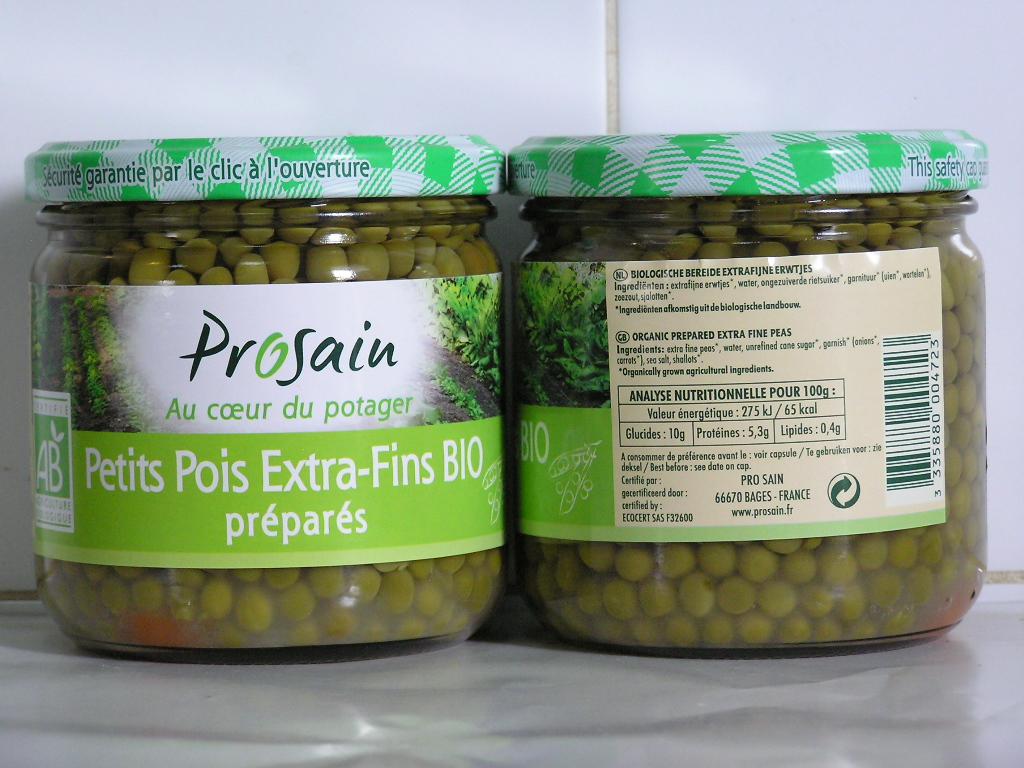 Sécurité garantie par le clic à l'ouverture
Prosain
Au cœur du potager
AB
AGRICULTURE
BIOLOGIQUE
Petits Pois Extra-Fins BIO
préparés
This safety cap
BIO
NL BIOLOGISCHE BEREIDE EXTRAFIJNE ERWTJES
Ingrediënten : extrafijne erwtjes*, water, ongezuiverde rietsuiker*, garnituur* (uien*, wortelen*),
zeezout, sjalotten*.
*Ingrediënten afkomstig uit de biologische landbouw.
GB ORGANIC PREPARED EXTRA FINE PEAS
Ingredients: extra fine peas*, water, unrefined cane sugar*, garnish* (onions*,
carrots*), sea salt, shallots*.
*Organically grown agricultural ingredients.
ANALYSE NUTRITIONNELLE POUR 100g :
Valeur énergétique : 275 kJ / 65 kcal
Glucides : 10g Protéines : 5,3g Lipides : 0,4g
A consommer de préférence avant le : voir capsule / Te gebruiken voor : zie
deksel / Best before : see date on cap.
Certifié par :
gecertificeerd door :
certified by :
ECOCERT SAS F32600
PRO SAIN
66670 BAGES - FRANCE
www.prosain.fr
3 335880 004723